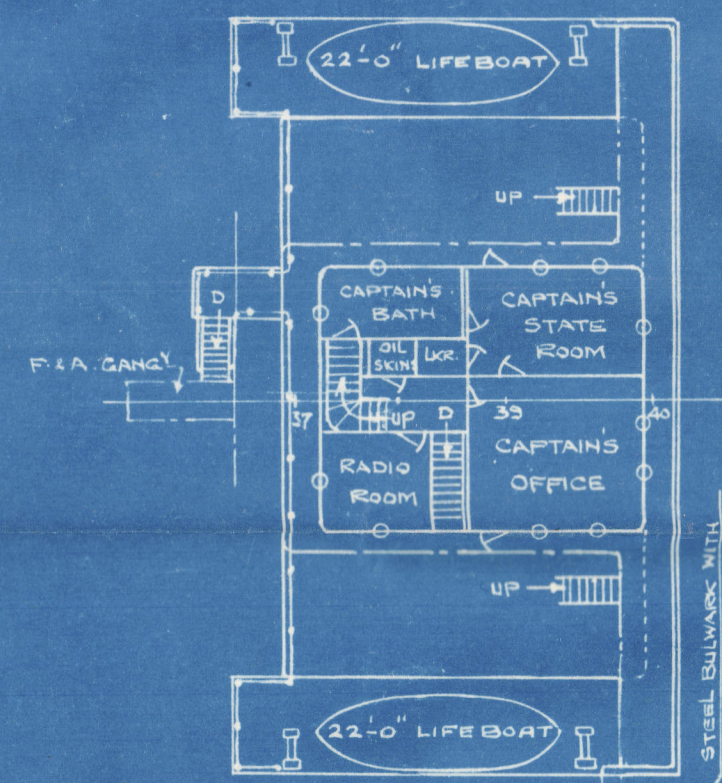 22'-0" LIFEBOAT
UP
D
CAPTAIN'S
BATH
CAPTAIN'S
STATE
ROOM
F. & A. GANGY
OIL
SKINS
LKR.
37
UP
D
39
40
CAPTAIN'S
OFFICE
RADIO
ROOM
UP
STEEL BULWARK WITH
22'-0" LIFEBOAT